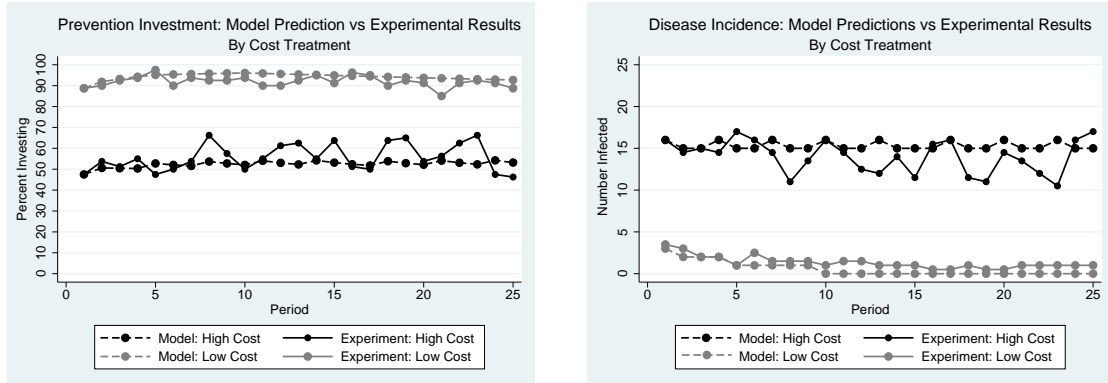 Prevention Investment: Model Prediction vs Experimental Results
By Cost Treatment
Percent Investing
0 10 20 30 40 50 60 70 80 90 100
0 5 10 15 20 25
Period
Model: High Cost Experiment: High Cost
Model: Low Cost Experiment: Low Cost
Disease Incidence: Model Predictions vs Experimental Results
By Cost Treatment
Number Infected
0 5 10 15 20 25
0 5 10 15 20 25
Period
Model: High Cost Experiment: High Cost
Model: Low Cost Experiment: Low Cost